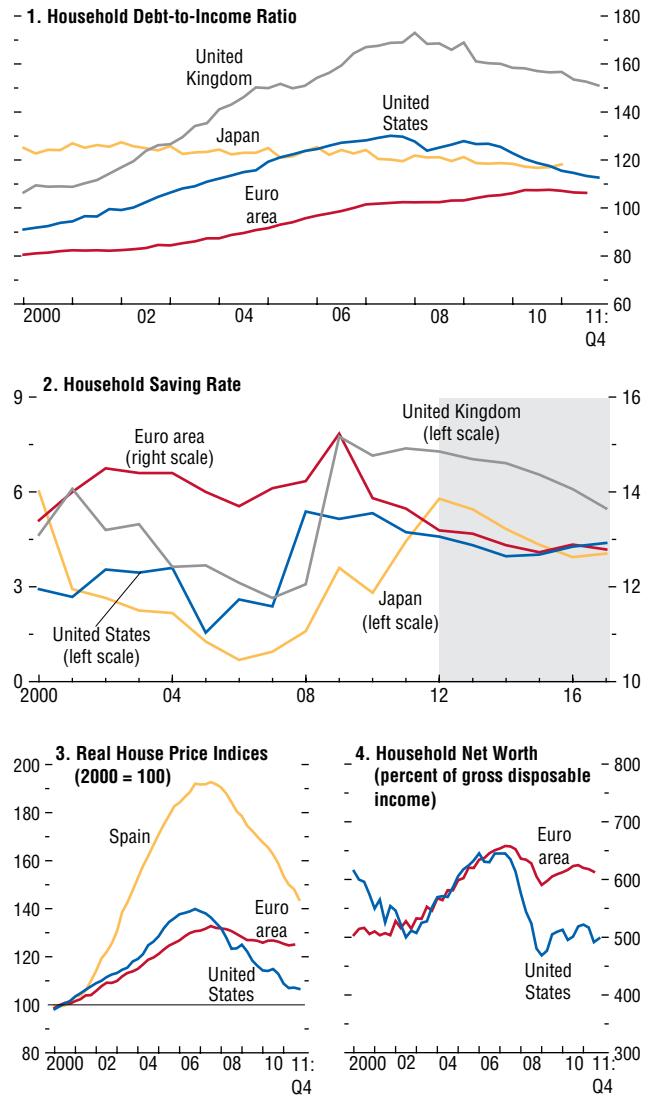 1. Household Debt-to-Income Ratio
180
160
140
120
100
80
60
United
Kingdom
United
States
Japan
Euro
area
2000 02 04 06 08 10 11:
Q4
2. Household Saving Rate
9
6
3
0
16
14
12
10
Euro area
(right scale)
United Kingdom
(left scale)
United States
(left scale)
Japan
(left scale)
2000 04 08 12 16
3. Real House Price Indices
(2000 = 100)
200
180
160
140
120
100
80
Spain
Euro
area
United
States
2000 02 04 06 08 10 11:
Q4
4. Household Net Worth
(percent of gross disposable
income)
800
700
650
600
500
400
300
Euro
area
United
States
2000 02 04 06 08 10 11:
Q4